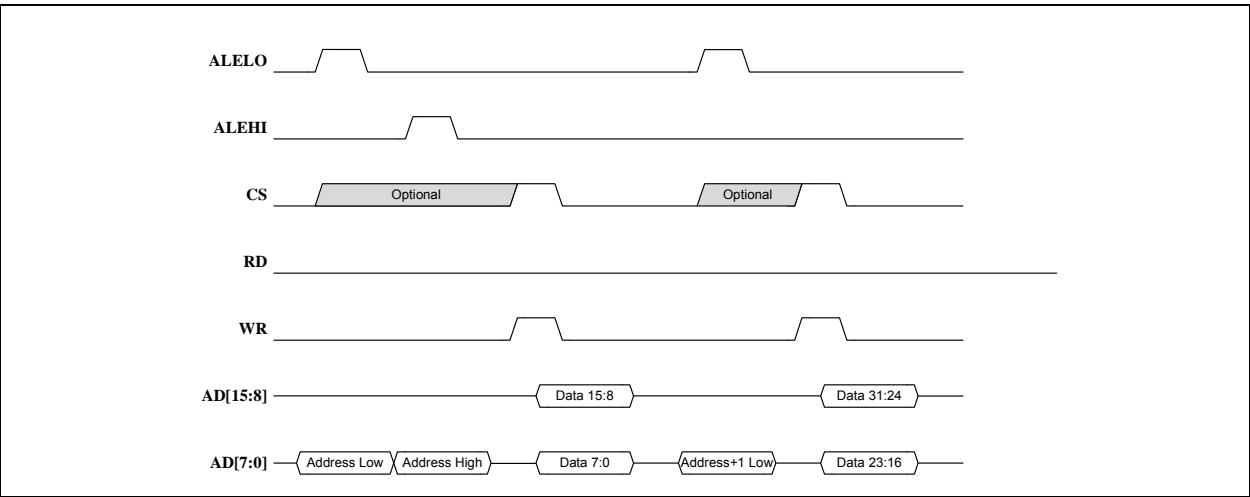 ALELO
ALEHI
CS Optional Optional
RD
WR
AD[15:8] Data 15:8 Data 31:24
AD[7:0] Address Low Address High Data 7:0 Address+1 Low Data 23:16